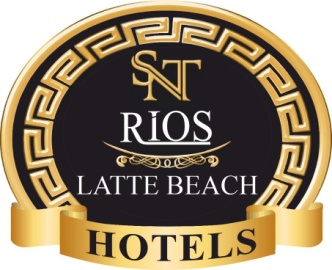 SNT
RIOS
LATTE BEACH
HOTELS